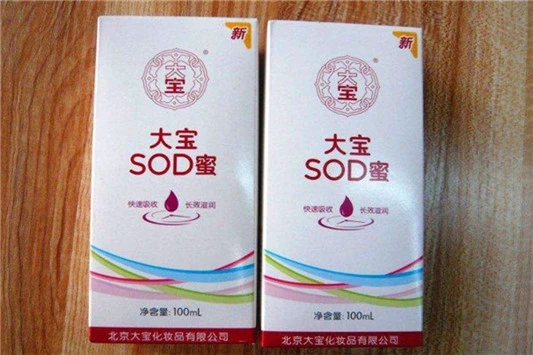 新
大
宝
®
大宝
SOD蜜
快速吸收 长效滋润
净含量: 100mL
北京大宝化妆品有限公司
新
大
宝
®
大宝
SOD蜜
快速吸收 长效滋润
净含量: 100mL
北京大宝化妆品有限公司